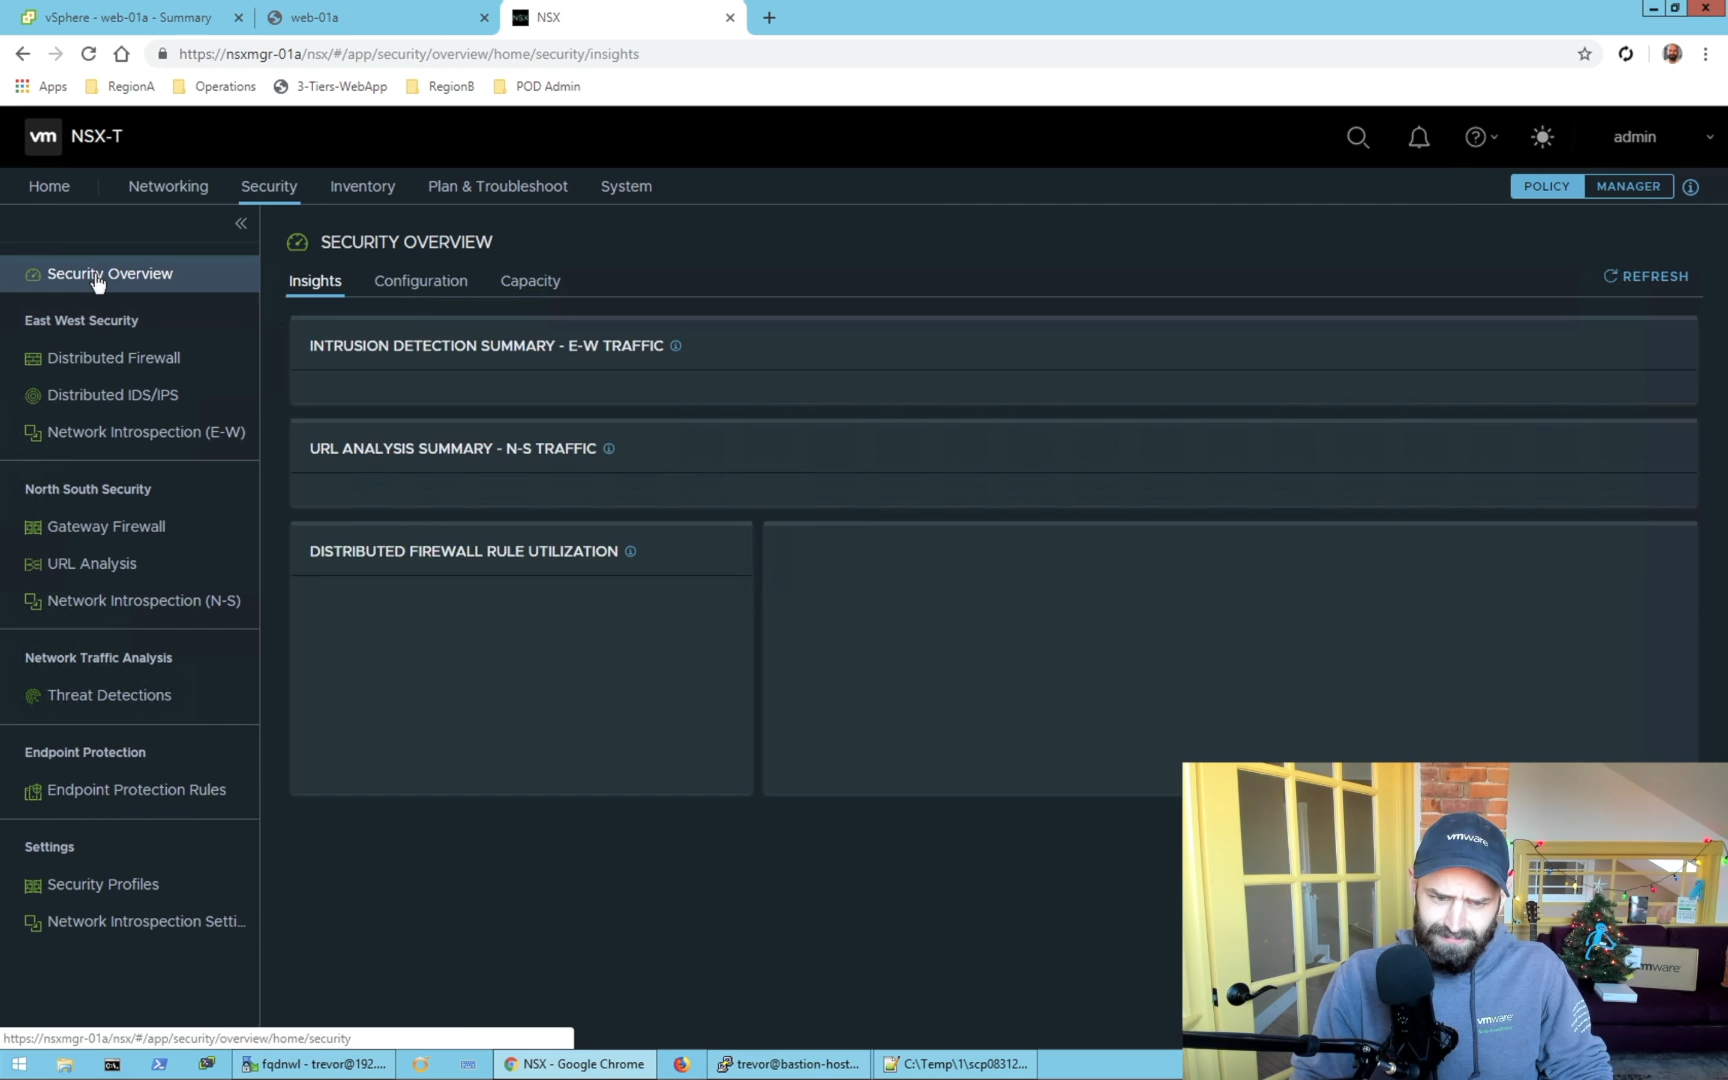 vSphere - web-01a - Summary
web-01a
NSX
https://nsxmgr-01a/nsx/#/app/security/overview/home/security/insights
Apps
RegionA
Operations
3-Tiers-WebApp
RegionB
POD Admin
vm NSX-T
admin
Home
Networking
Security
Inventory
Plan & Troubleshoot
System
POLICY
MANAGER
Security Overview
East West Security
Distributed Firewall
Distributed IDS/IPS
Network Introspection (E-W)
North South Security
Gateway Firewall
URL Analysis
Network Introspection (N-S)
Network Traffic Analysis
Threat Detections
Endpoint Protection
Endpoint Protection Rules
Settings
Security Profiles
Network Introspection Setti...
SECURITY OVERVIEW
Insights
Configuration
Capacity
REFRESH
INTRUSION DETECTION SUMMARY - E-W TRAFFIC
URL ANALYSIS SUMMARY - N-S TRAFFIC
DISTRIBUTED FIREWALL RULE UTILIZATION
vmware
vmware
vmware
https://nsxmgr-01a/nsx/#/app/security/overview/home/security
fqdnwl - trevor@192....
NSX - Google Chrome
trevor@bastion-host...
C:\Temp\1\scp08312...